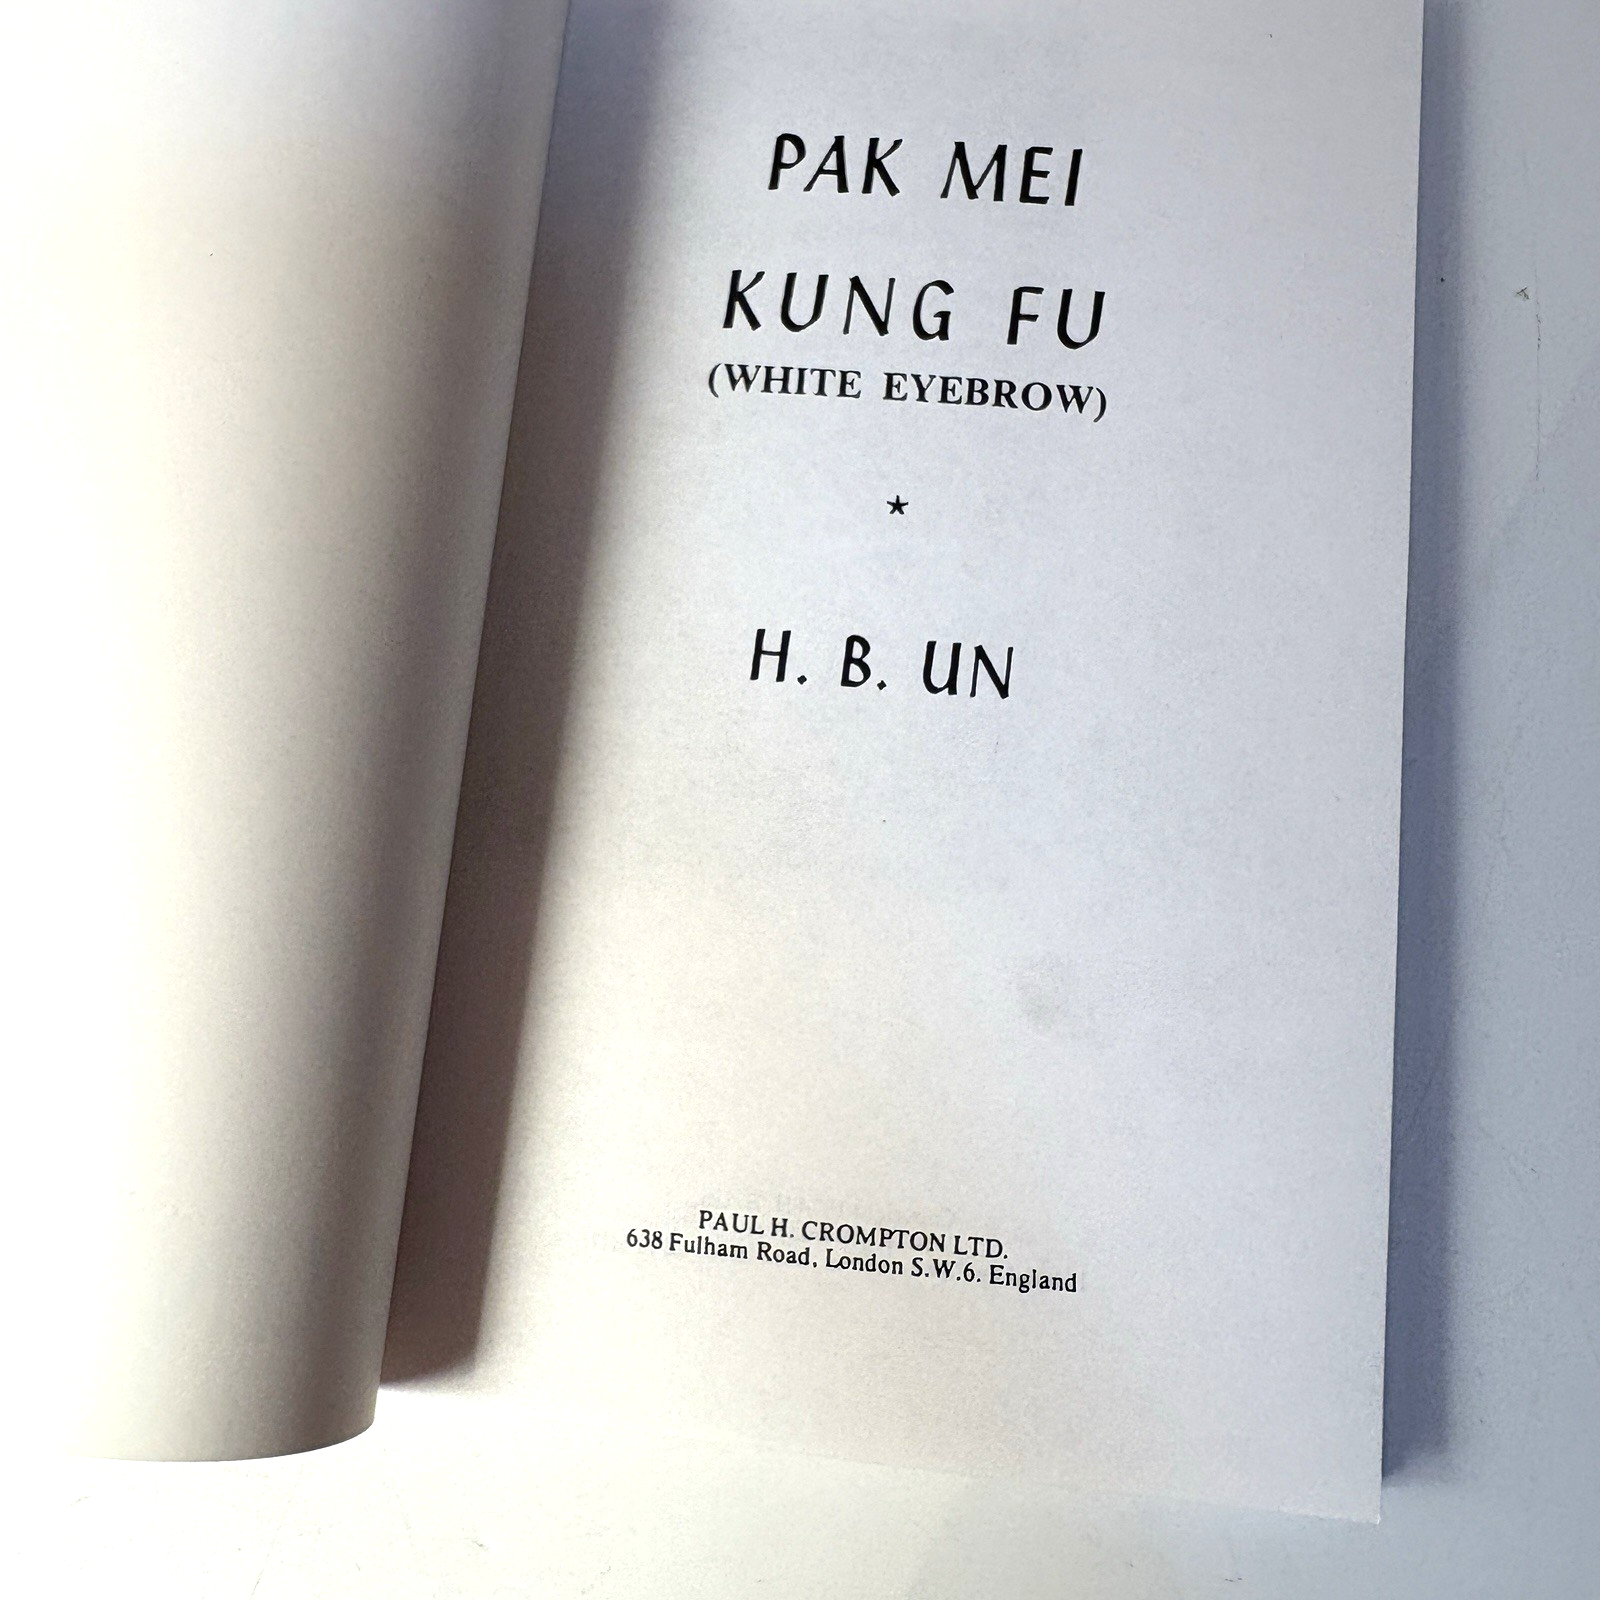 PAK MEI
KUNG FU
(WHITE EYEBROW)
★
H. B. UN
PAUL H. CROMPTON LTD.
638 Fulham Road, London S.W.6. England